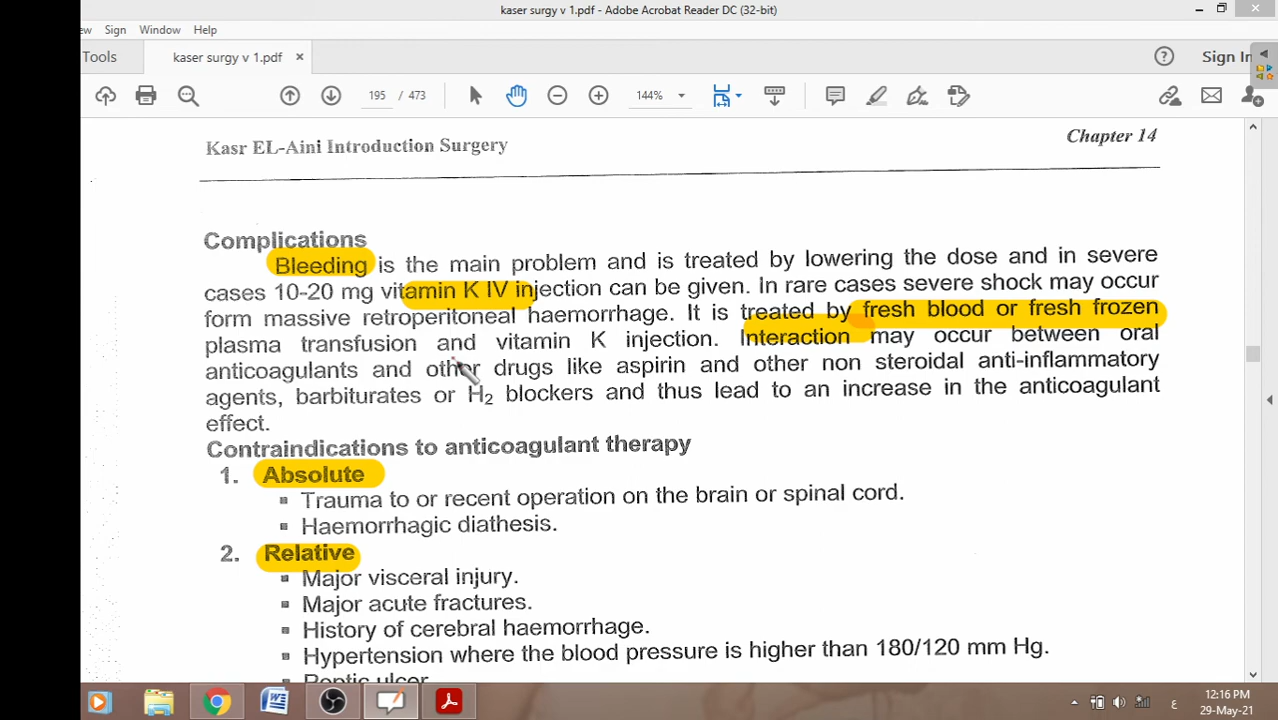 kaser surgy v 1.pdf - Adobe Acrobat Reader DC (32-bit)
ew Sign Window Help
Tools kaser surgy v 1.pdf × Sign In
195 / 473 144%
Kasr EL-Aini Introduction Surgery Chapter 14
Complications
Bleeding is the main problem and is treated by lowering the dose and in severe
cases 10-20 mg vitamin K IV injection can be given. In rare cases severe shock may occur
form massive retroperitoneal haemorrhage. It is treated by fresh blood or fresh frozen
plasma transfusion and vitamin K injection. Interaction may occur between oral
anticoagulants and other drugs like aspirin and other non steroidal anti-inflammatory
agents, barbiturates or H2 blockers and thus lead to an increase in the anticoagulant
effect.
Contraindications to anticoagulant therapy
1. Absolute
▪ Trauma to or recent operation on the brain or spinal cord.
▪ Haemorrhagic diathesis.
2. Relative
▪ Major visceral injury.
▪ Major acute fractures.
▪ History of cerebral haemorrhage.
▪ Hypertension where the blood pressure is higher than 180/120 mm Hg.
▪ Peptic ulcer
12:16 PM
ع
29-May-21